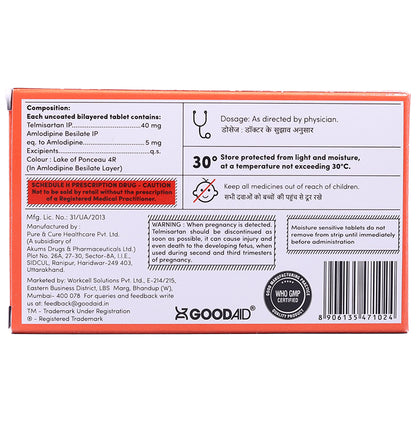 Composition:
Each uncoated bilayered tablet contains:
Telmisartan IP..............................40 mg
Amlodipine Besilate IP
eq. to Amlodipine..........................5 mg
Excipients....................................q.s.
Colour : Lake of Ponceau 4R
(In Amlodipine Besilate Layer)
SCHEDULE H PRESCRIPTION DRUG - CAUTION
Not to be sold by retail without the prescription of
a Registered Medical Practitioner.
Dosage: As directed by physician.
डोसेज : डॉक्टर के सुझाव अनुसार
30° Store protected from light and moisture,
at a temperature not exceeding 30°C.
Keep all medicines out of reach of children.
सभी दवाओं को बच्चों की पहुंच से दूर रखे
Mfg. Lic. No.: 31/UA/2013
Manufactured by :
Pure & Cure Healthcare Pvt. Ltd.
(A subsidiary of
Akums Drugs & Pharmaceuticals Ltd.)
Plot No. 26A, 27-30, Sector-8A, I.I.E.,
SIDCUL, Ranipur, Haridwar-249 403,
Uttarakhand.
WARNING : When pregnancy is detected,
Telmisartan should be discontinued as
soon as possible, it can cause injury and
even death to the developing fetus, when
used during second and third trimesters
of pregnancy.
Moisture sensitive tablets do not
remove from strip until immediately
before administration
Marketed by: Workcell Solutions Pvt. Ltd., E-214/215,
Eastern Business District, LBS Marg, Bhandup (W),
Mumbai- 400 078 For queries and feedback write
us at: feedback@goodaid.in
TM - Trademark Under Registration
® - Registered Trademark
GOODAID
GOOD MANUFACTURING PRACTICE
WHO GMP
CERTIFIED
8 906135 471024